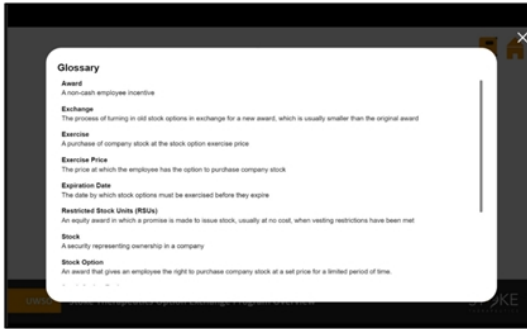 Glossary
Award
A non-cash employee incentive
Exchange
The process of turning in old stock options in exchange for a new award, which is usually smaller than the original award
Exercise
A purchase of company stock at the stock option exercise price
Exercise Price
The price at which the employee has the option to purchase company stock
Expiration Date
The date by which stock options must be exercised before they expire
Restricted Stock Units (RSUs)
An equity award in which a promise is made to issue stock, usually at no cost, when vesting restrictions have been met
Stock
A security representing ownership in a company
Stock Option
An award that gives an employee the right to purchase company stock at a set price for a limited period of time.
Stoke Therapeutics Option Exchange Program Overview